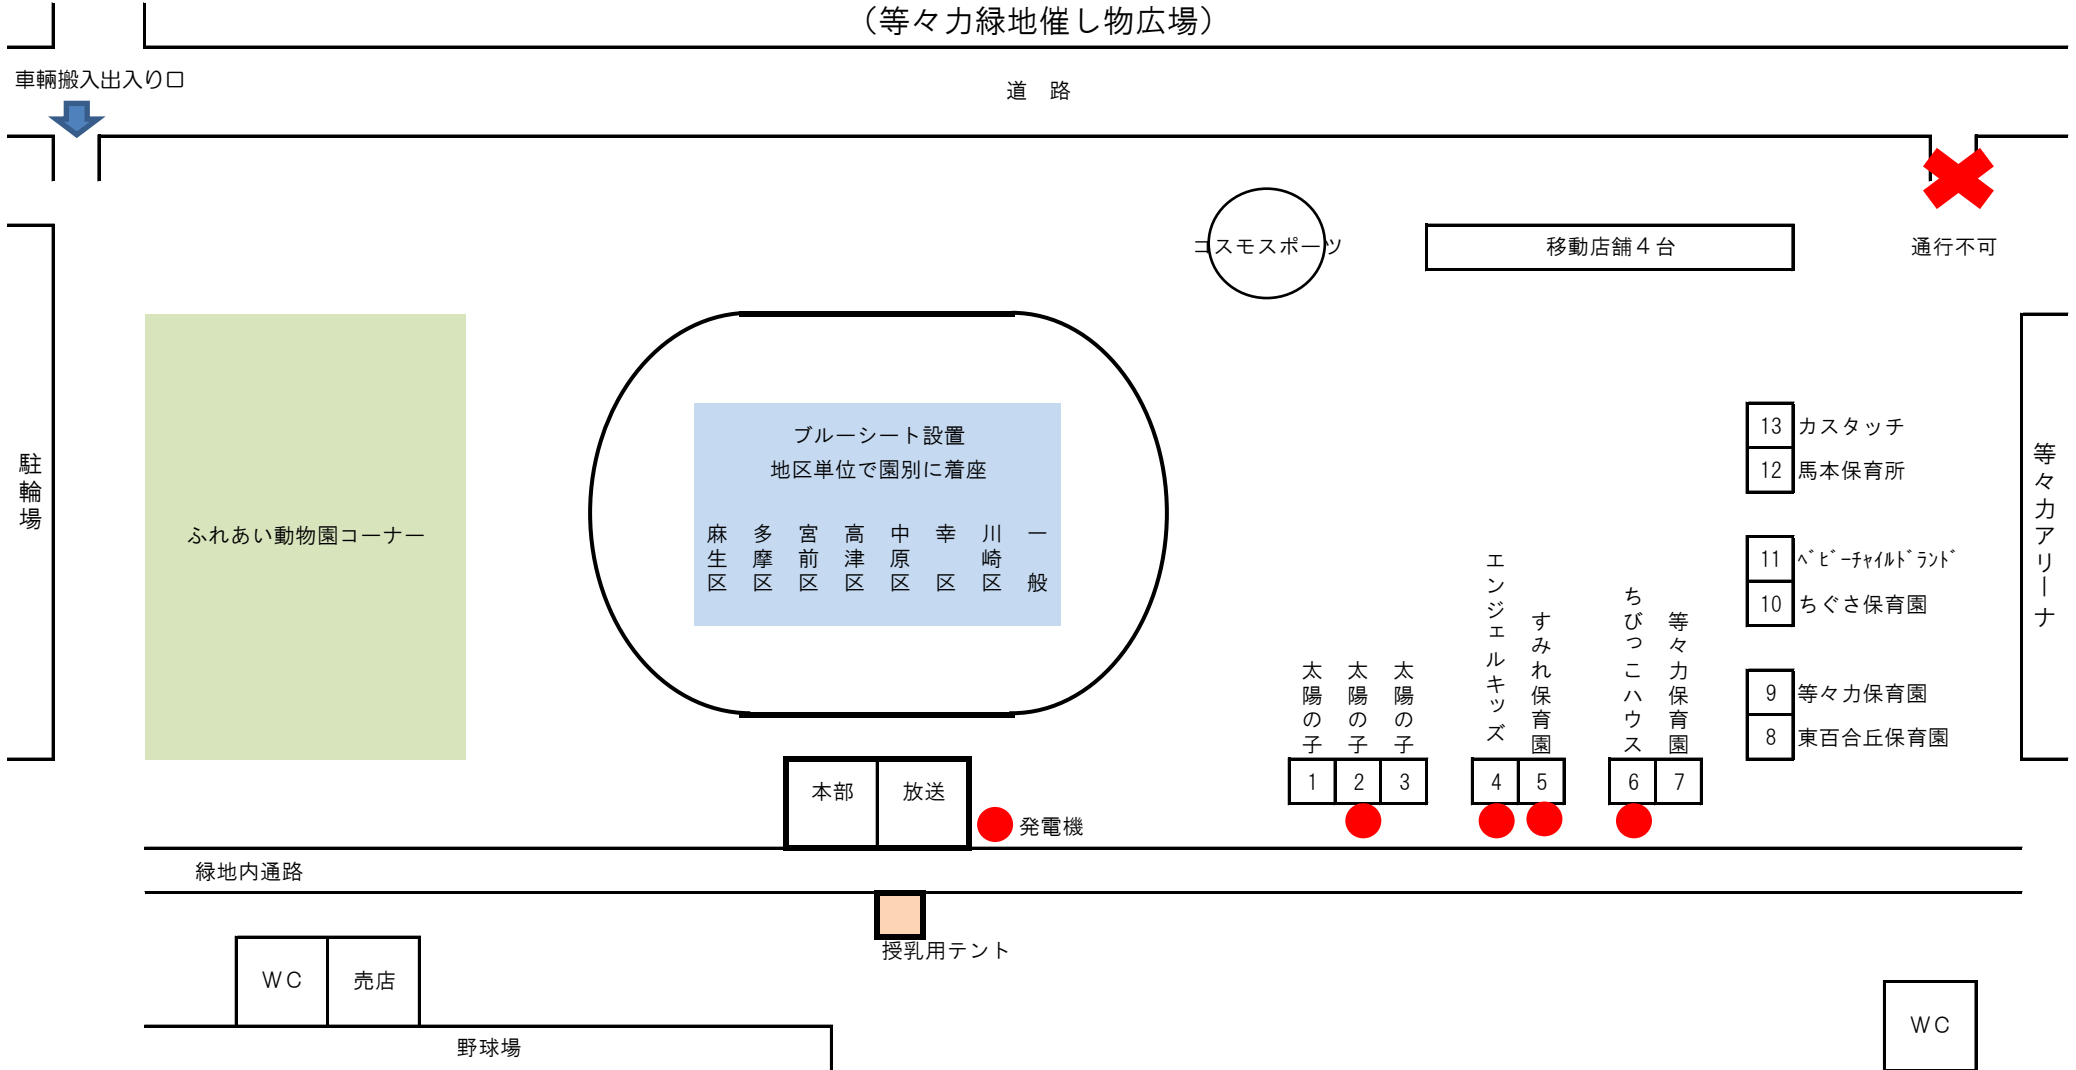 （等々力緑地催し物広場）
車輛搬入出入り口
道　路
コスモスポーツ
移動店舗４台
通行不可
駐輪場
ふれあい動物園コーナー
ブルーシート設置
地区単位で園別に着座
麻生区
多摩区
宮前区
高津区
中原区
幸　区
川崎区
一　般
13 カスタッチ
12 馬本保育所
11 ﾍﾞﾋﾞｰﾁｬｲﾙﾄﾞﾗﾝﾄﾞ
10 ちぐさ保育園
9 等々力保育園
8 東百合丘保育園
等々力アリーナ
太陽の子
太陽の子
太陽の子
エンジェルキッズ
すみれ保育園
ちびっこハウス
等々力保育園
1 2 3 4 5 6 7
本部
放送
発電機
緑地内通路
授乳用テント
ＷＣ
売店
野球場
ＷＣ